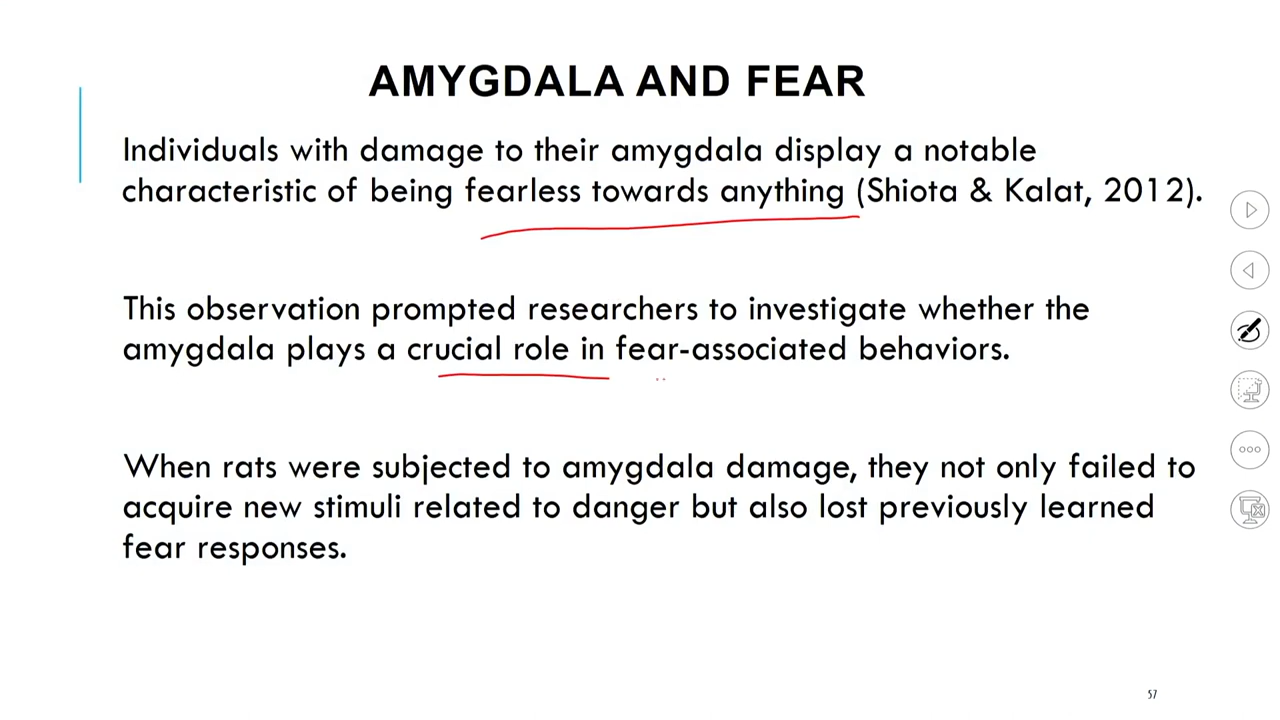 AMYGDALA AND FEAR
Individuals with damage to their amygdala display a notable
characteristic of being fearless towards anything (Shiota & Kalat, 2012).
This observation prompted researchers to investigate whether the
amygdala plays a crucial role in fear-associated behaviors.
When rats were subjected to amygdala damage, they not only failed to
acquire new stimuli related to danger but also lost previously learned
fear responses.
57